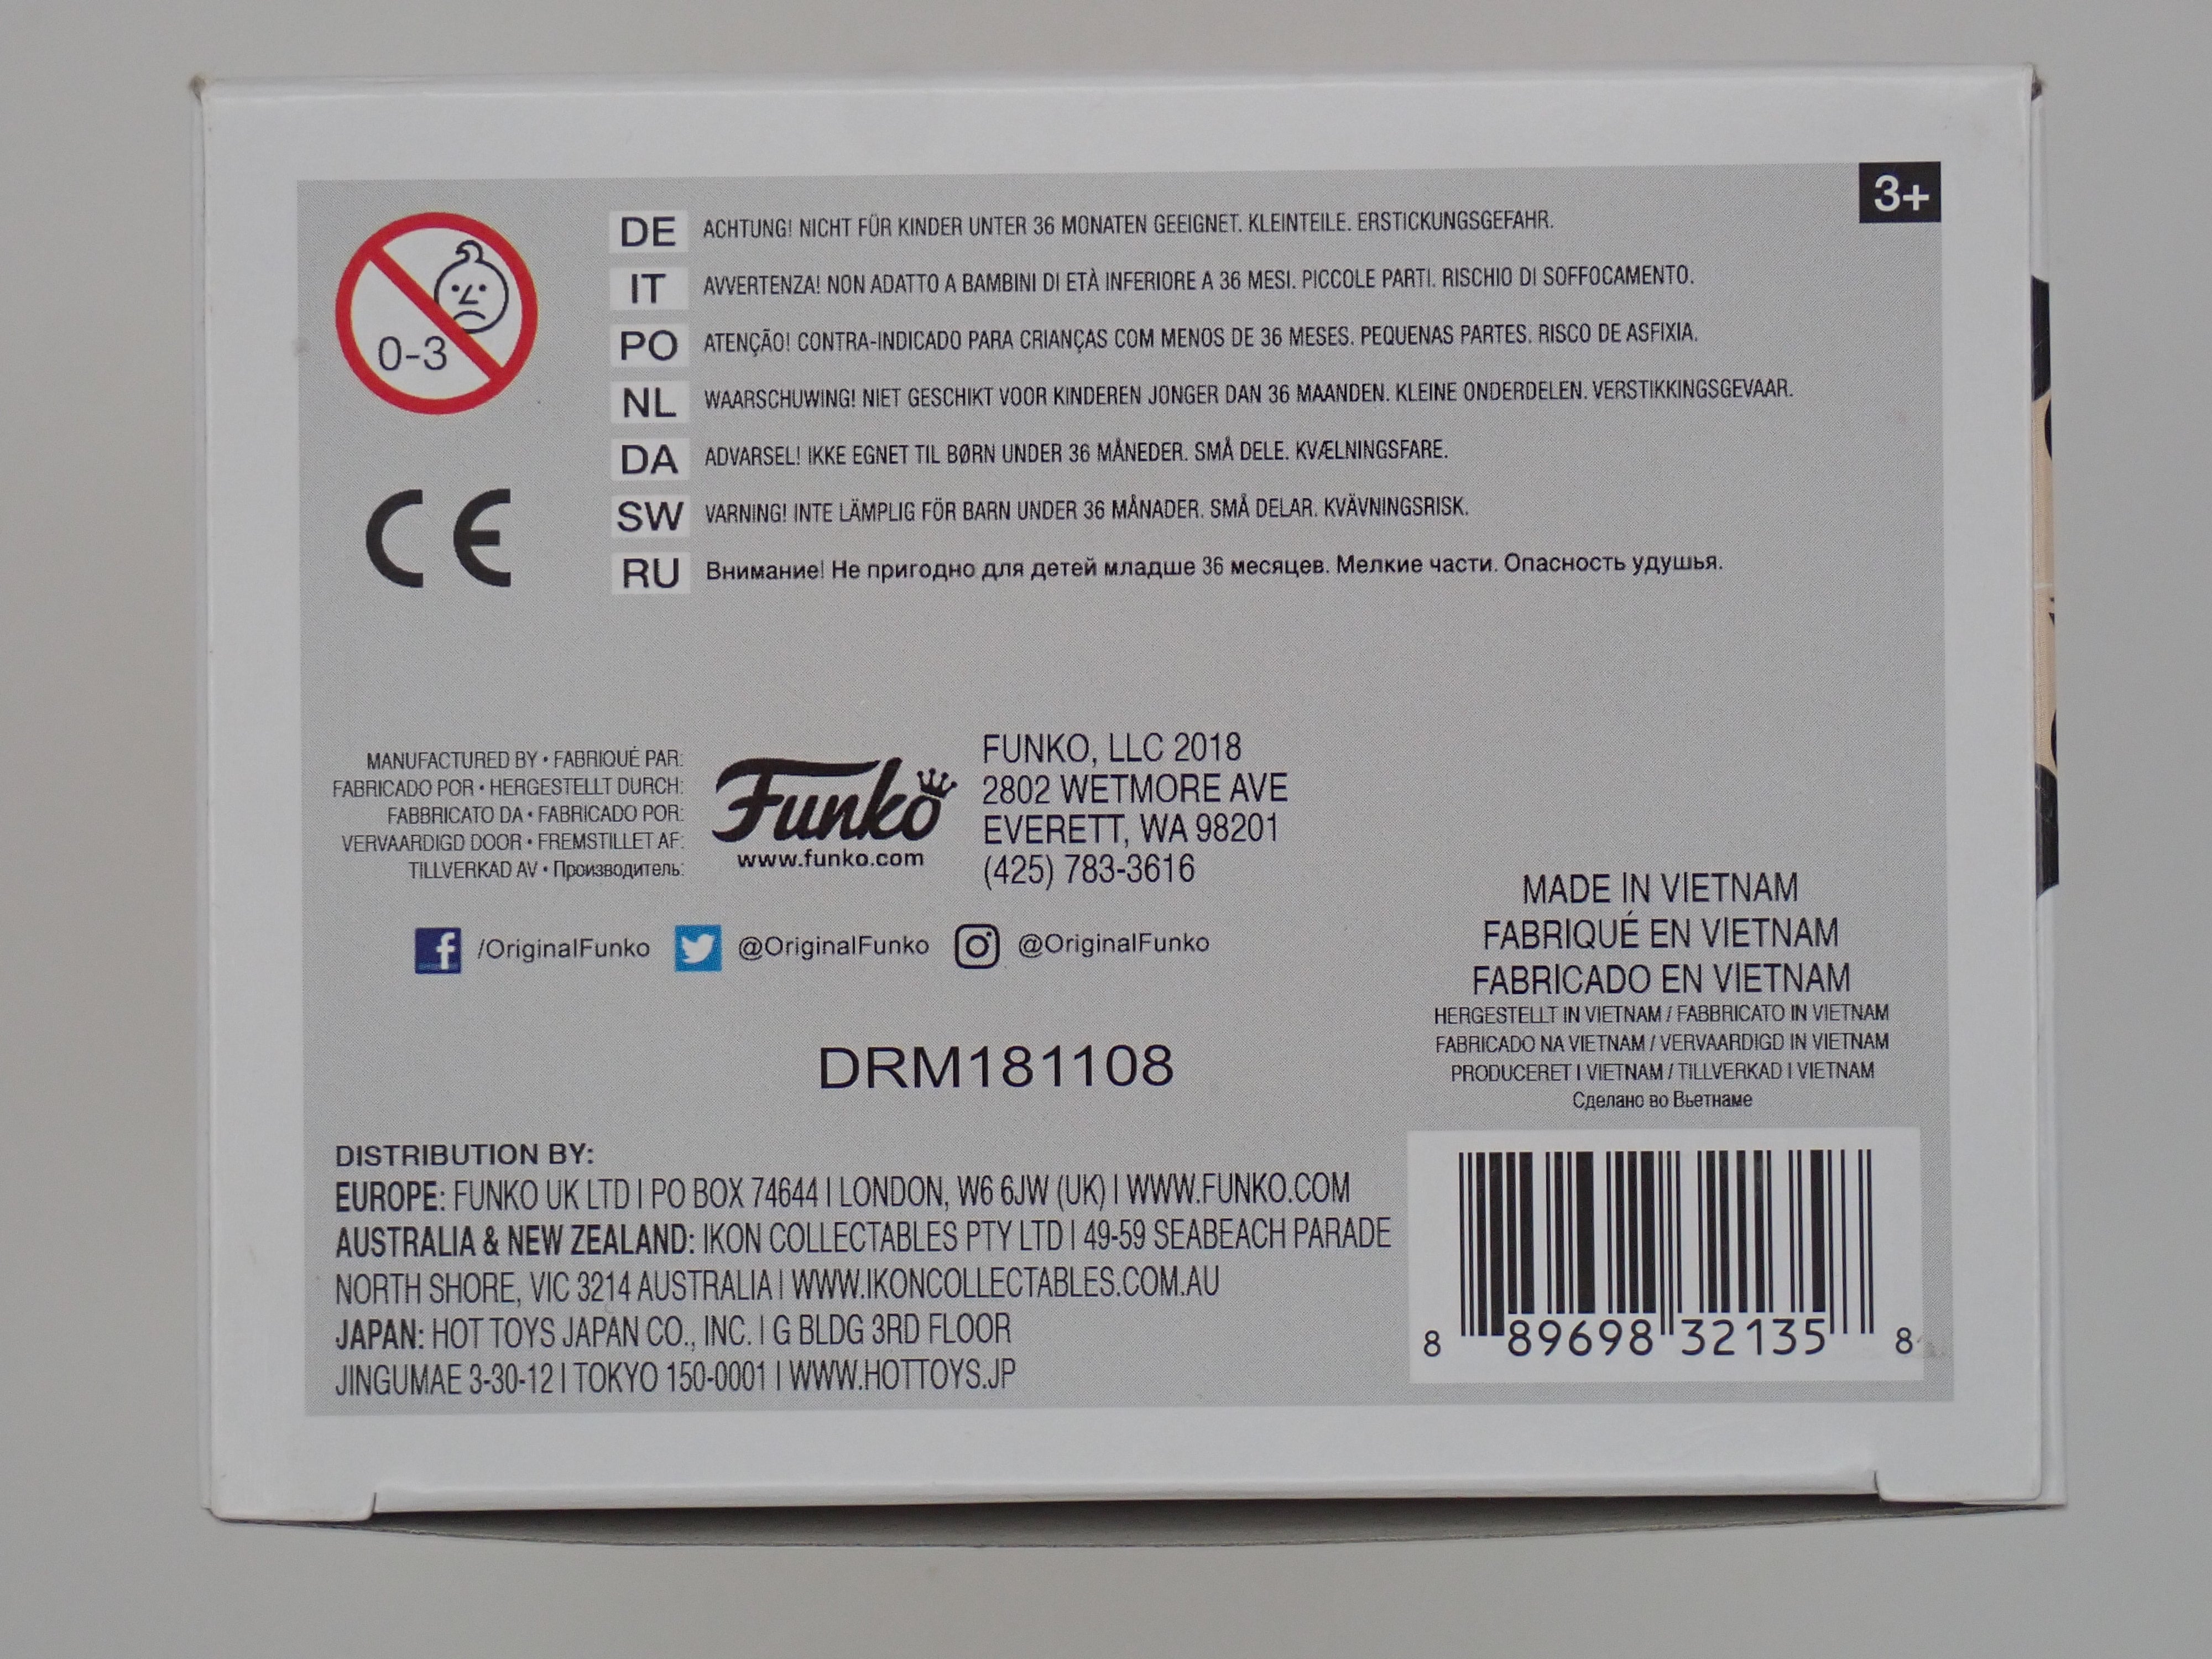 3+
0-3
DE ACHTUNG! NICHT FÜR KINDER UNTER 36 MONATEN GEEIGNET. KLEINTEILE. ERSTICKUNGSGEFAHR.
IT AVVERTENZA! NON ADATTO A BAMBINI DI ETÀ INFERIORE A 36 MESI. PICCOLE PARTI. RISCHIO DI SOFFOCAMENTO.
PO ATENÇÃO! CONTRA-INDICADO PARA CRIANÇAS COM MENOS DE 36 MESES. PEQUENAS PARTES. RISCO DE ASFIXIA.
NL WAARSCHUWING! NIET GESCHIKT VOOR KINDEREN JONGER DAN 36 MAANDEN. KLEINE ONDERDELEN. VERSTIKKINGSGEVAAR.
DA ADVARSEL! IKKE EGNET TIL BØRN UNDER 36 MÅNEDER. SMÅ DELE. KVÆLNINGSFARE.
SW VARNING! INTE LÄMPLIG FÖR BARN UNDER 36 MÅNADER. SMÅ DELAR. KVÄVNINGSRISK.
RU Внимание! Не пригодно для детей младше 36 месяцев. Мелкие части. Опасность удушья.
CE
MANUFACTURED BY • FABRIQUÉ PAR:
FABRICADO POR • HERGESTELLT DURCH:
FABBRICATO DA • FABRICADO POR:
VERVAARDIGD DOOR • FREMSTILLET AF:
TILLVERKAD AV • Производитель:
Funko
www.funko.com
FUNKO, LLC 2018
2802 WETMORE AVE
EVERETT, WA 98201
(425) 783-3616
/OriginalFunko @OriginalFunko @OriginalFunko
MADE IN VIETNAM
FABRIQUÉ EN VIETNAM
FABRICADO EN VIETNAM
HERGESTELLT IN VIETNAM / FABBRICATO IN VIETNAM
FABRICADO NA VIETNAM / VERVAARDIGD IN VIETNAM
PRODUCERET I VIETNAM / TILLVERKAD I VIETNAM
Сделано во Вьетнаме
DRM181108
DISTRIBUTION BY:
EUROPE: FUNKO UK LTD I PO BOX 74644 I LONDON, W6 6JW (UK) I WWW.FUNKO.COM
AUSTRALIA & NEW ZEALAND: IKON COLLECTABLES PTY LTD I 49-59 SEABEACH PARADE
NORTH SHORE, VIC 3214 AUSTRALIA I WWW.IKONCOLLECTABLES.COM.AU
JAPAN: HOT TOYS JAPAN CO., INC. I G BLDG 3RD FLOOR
JINGUMAE 3-30-12 I TOKYO 150-0001 I WWW.HOTTOYS.JP
8 89698 32135 8